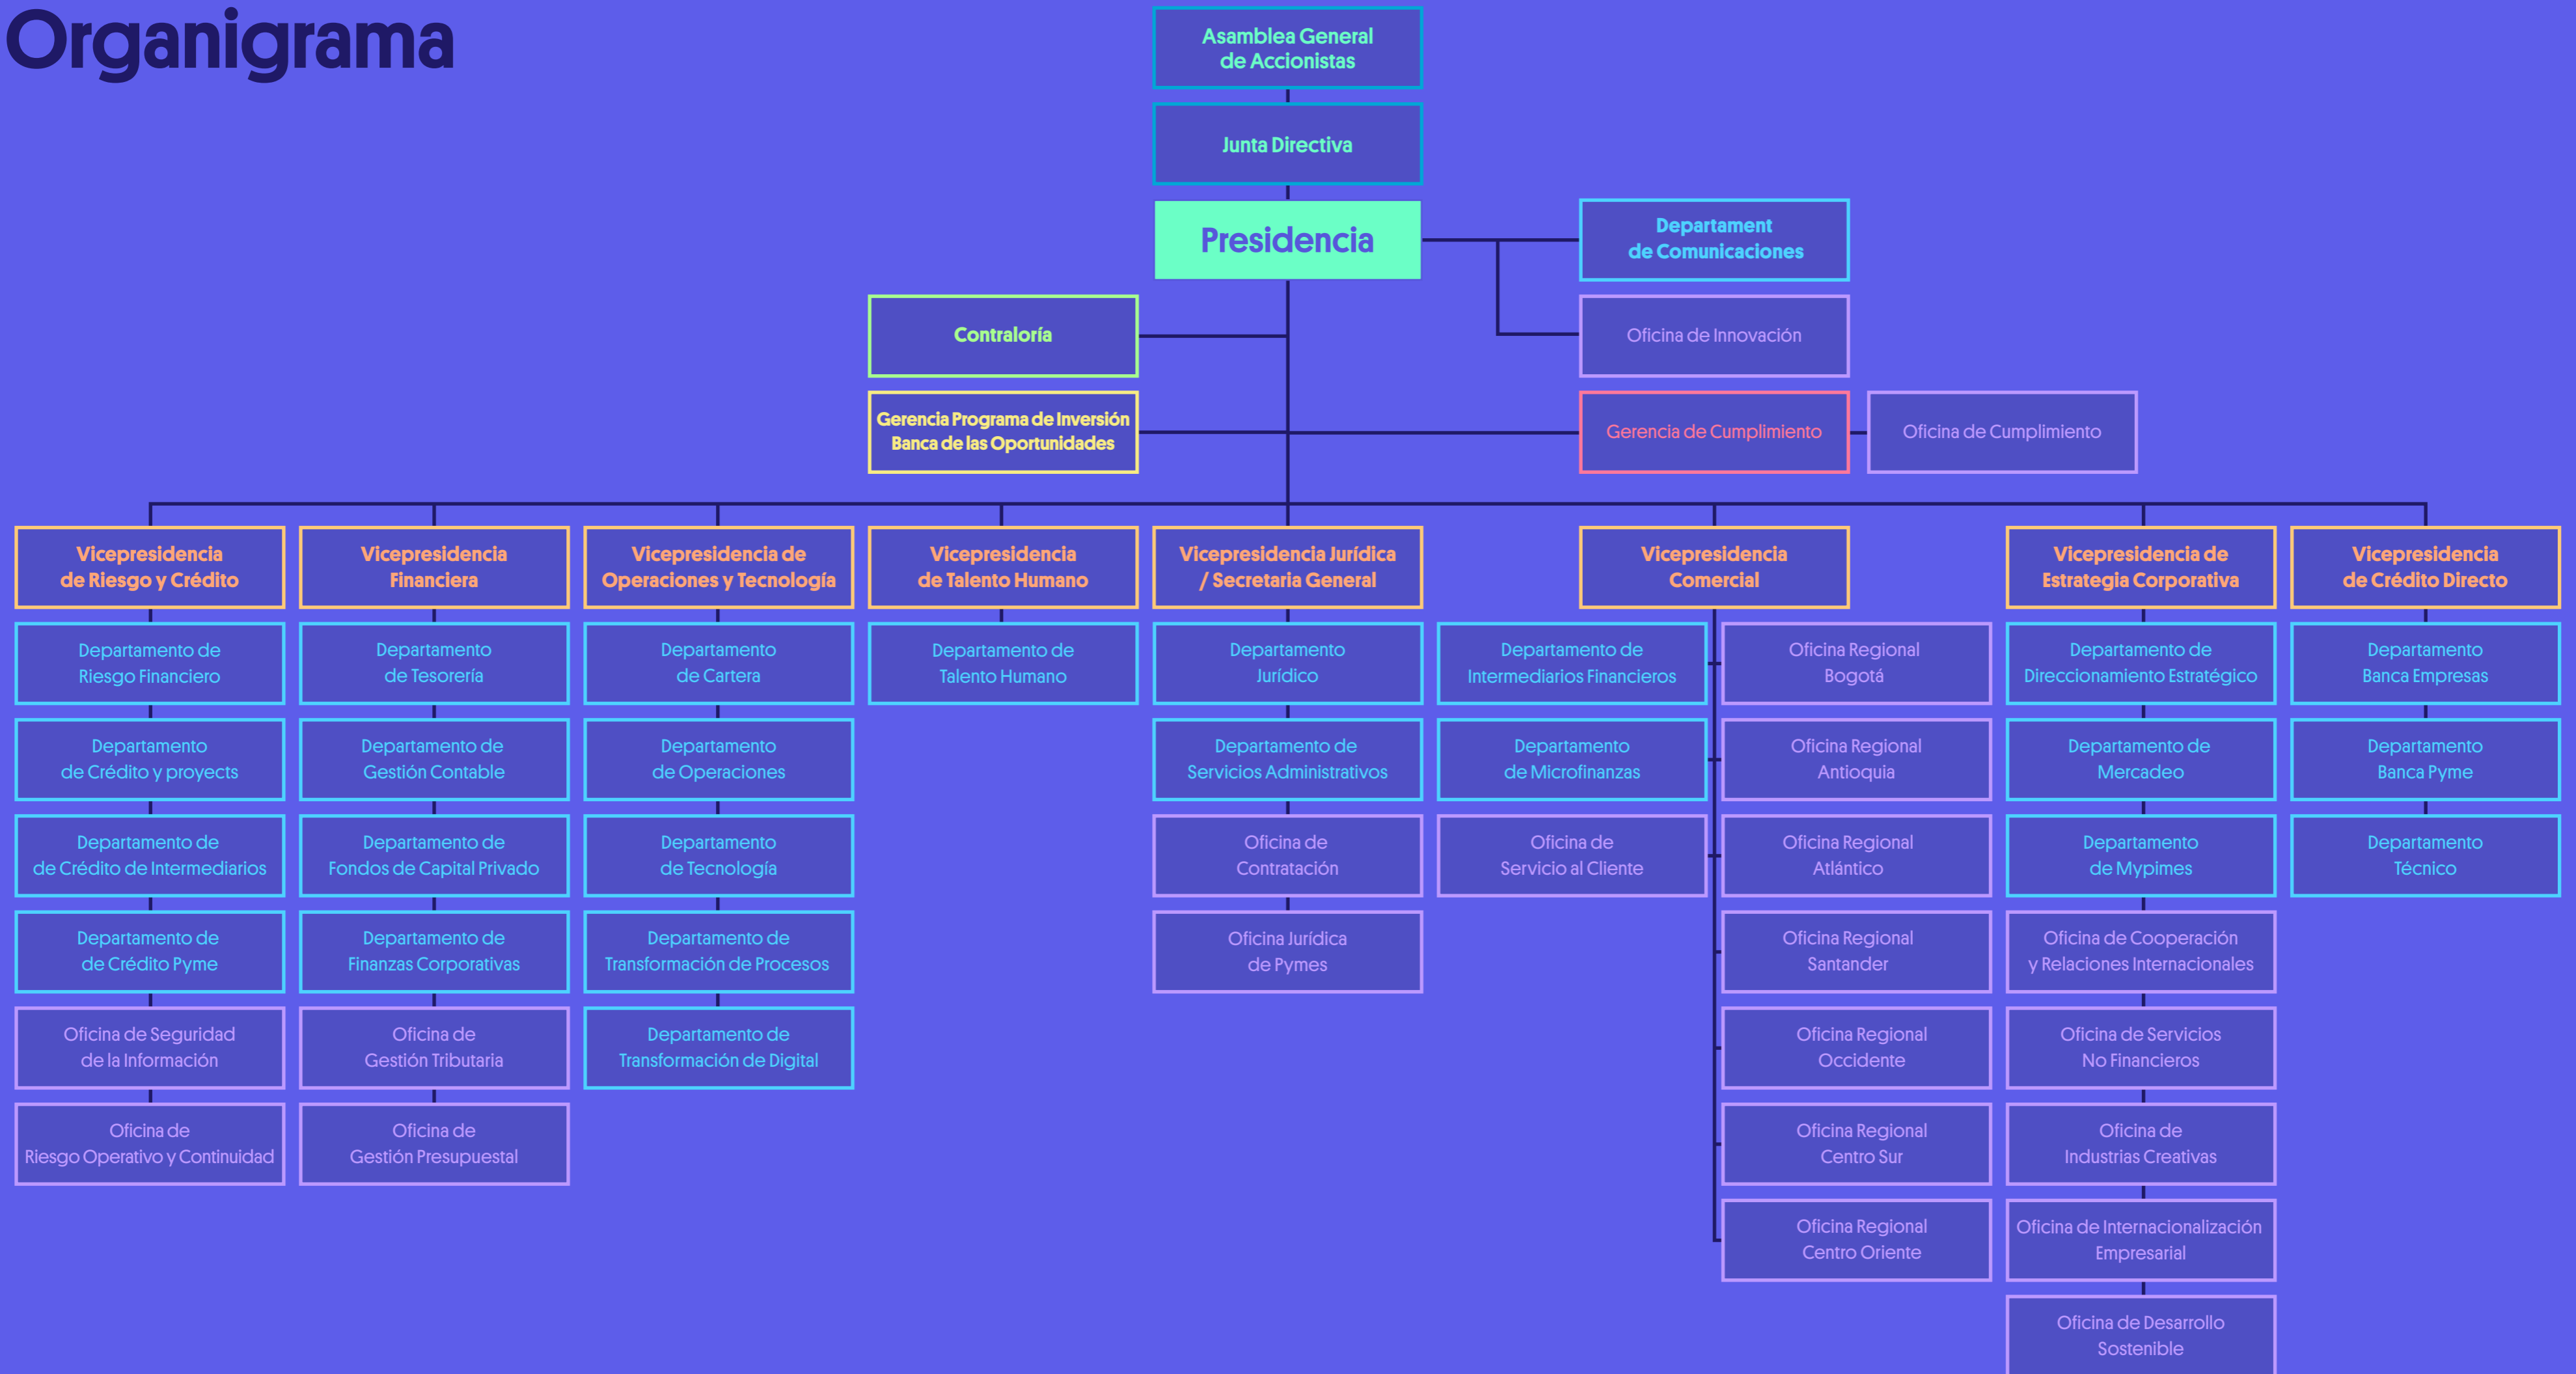 Organigrama
Asamblea General
de Accionistas
Junta Directiva
Presidencia
Departament
de Comunicaciones
Contraloría
Oficina de Innovación
Gerencia Programa de Inversión
Banca de las Oportunidades
Gerencia de Cumplimiento
Oficina de Cumplimiento
Vicepresidencia
de Riesgo y Crédito
Departamento de
Riesgo Financiero
Departamento
de Crédito y proyects
Departamento de
de Crédito de Intermediarios
Departamento de
de Crédito Pyme
Oficina de Seguridad
de la Información
Oficina de
Riesgo Operativo y Continuidad
Vicepresidencia
Financiera
Departamento
de Tesorería
Departamento de
Gestión Contable
Departamento de
Fondos de Capital Privado
Departamento de
Finanzas Corporativas
Oficina de
Gestión Tributaria
Oficina de
Gestión Presupuestal
Vicepresidencia de
Operaciones y Tecnología
Departamento
de Cartera
Departamento
de Operaciones
Departamento
de Tecnología
Departamento de
Transformación de Procesos
Departamento de
Transformación de Digital
Vicepresidencia
de Talento Humano
Departamento de
Talento Humano
Vicepresidencia Jurídica
/ Secretaria General
Departamento
Jurídico
Departamento de
Servicios Administrativos
Oficina de
Contratación
Oficina Jurídica
de Pymes
Vicepresidencia
Comercial
Departamento de
Intermediarios Financieros
Departamento
de Microfinanzas
Oficina de
Servicio al Cliente
Oficina Regional
Bogotá
Oficina Regional
Antioquia
Oficina Regional
Atlántico
Oficina Regional
Santander
Oficina Regional
Occidente
Oficina Regional
Centro Sur
Oficina Regional
Centro Oriente
Vicepresidencia de
Estrategia Corporativa
Departamento de
Direccionamiento Estratégico
Departamento de
Mercadeo
Departamento
de Mypimes
Oficina de Cooperación
y Relaciones Internacionales
Oficina de Servicios
No Financieros
Oficina de
Industrias Creativas
Oficina de Internacionalización
Empresarial
Oficina de Desarrollo
Sostenible
Vicepresidencia
de Crédito Directo
Departamento
Banca Empresas
Departamento
Banca Pyme
Departamento
Técnico